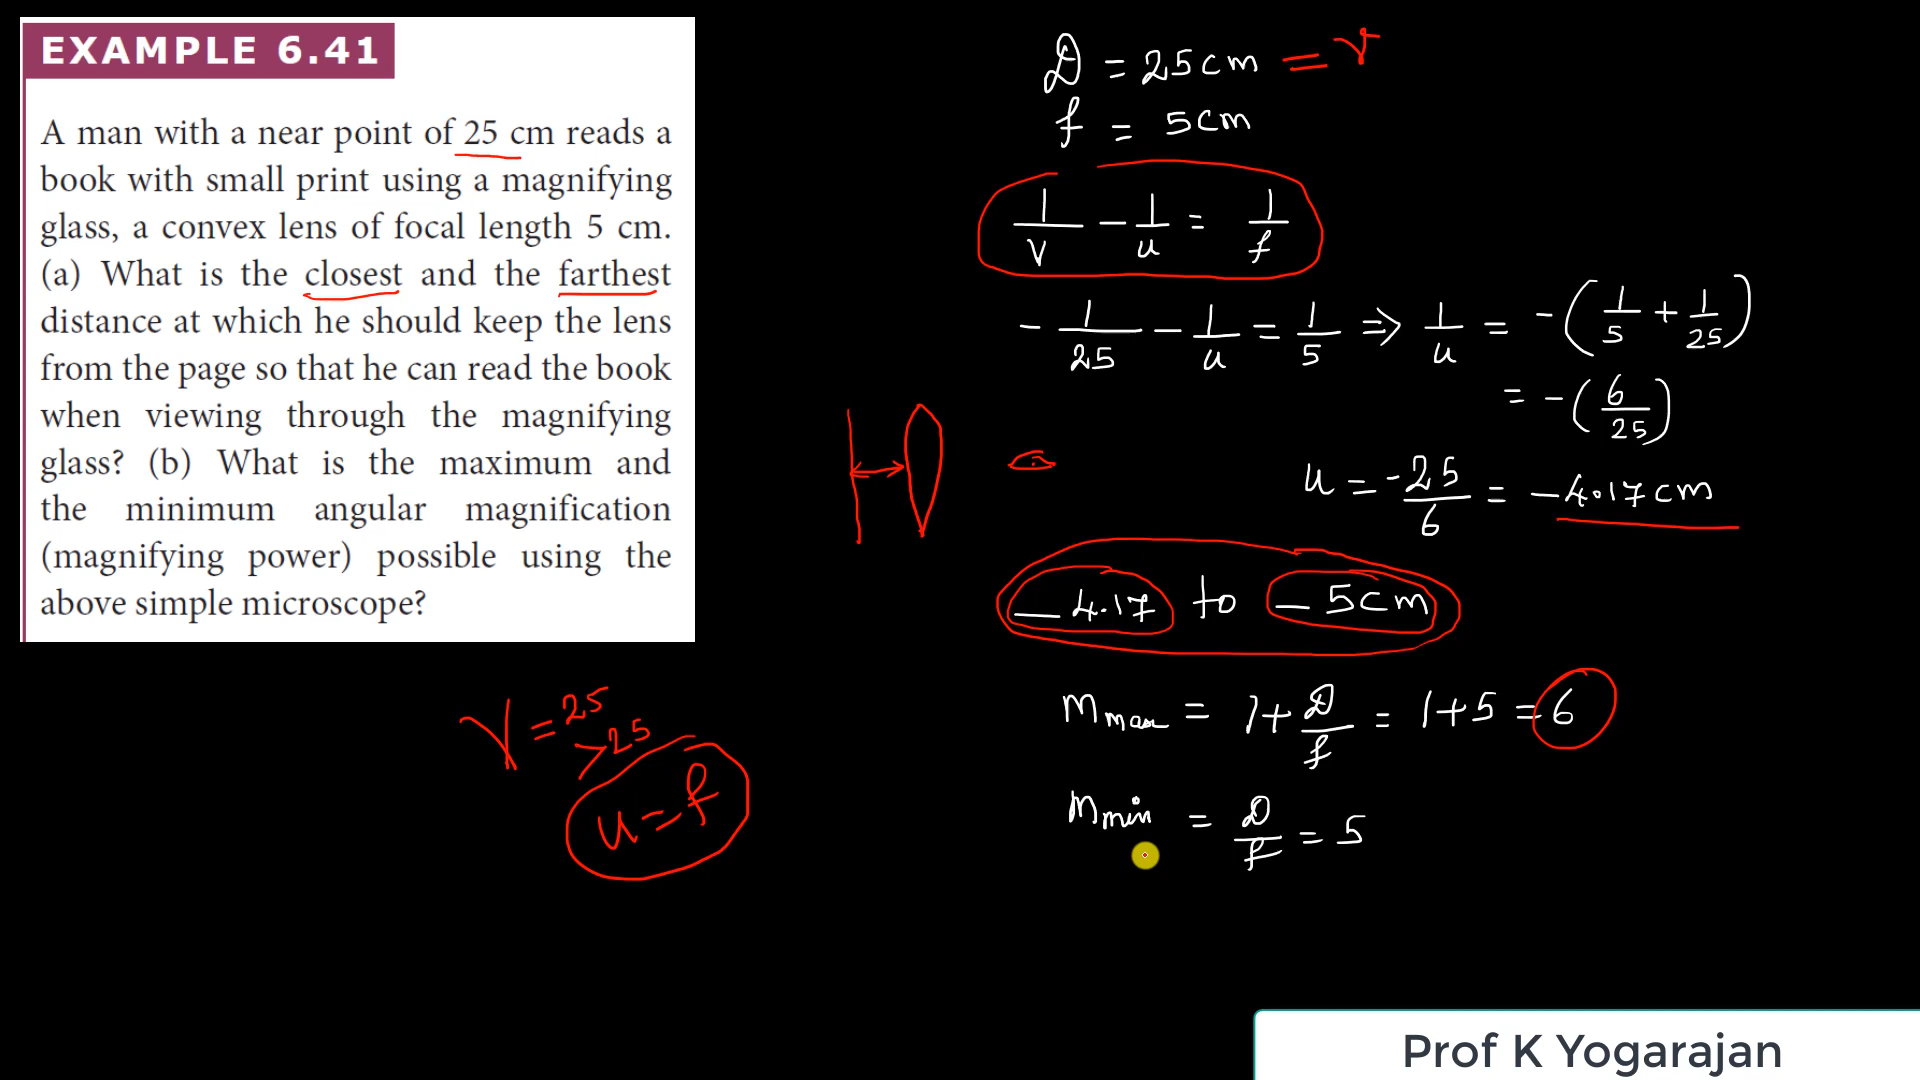 EXAMPLE 6.41
A man with a near point of 25 cm reads a
book with small print using a magnifying
glass, a convex lens of focal length 5 cm.
(a) What is the closest and the farthest
distance at which he should keep the lens
from the page so that he can read the book
when viewing through the magnifying
glass? (b) What is the maximum and
the minimum angular magnification
(magnifying power) possible using the
above simple microscope?
D = 25cm = v
f = 5cm
1/v - 1/u = 1/f
- 1/25 - 1/u = 1/5 ⇒ 1/u = -(1/5 + 1/25)
= -(6/25)
u = -25/6 = -4.17cm
-4.17 to -5cm
m max = 1+D/f = 1+5 = 6
m min = D/f = 5
v = 25
>25
u=f
Prof K Yogarajan